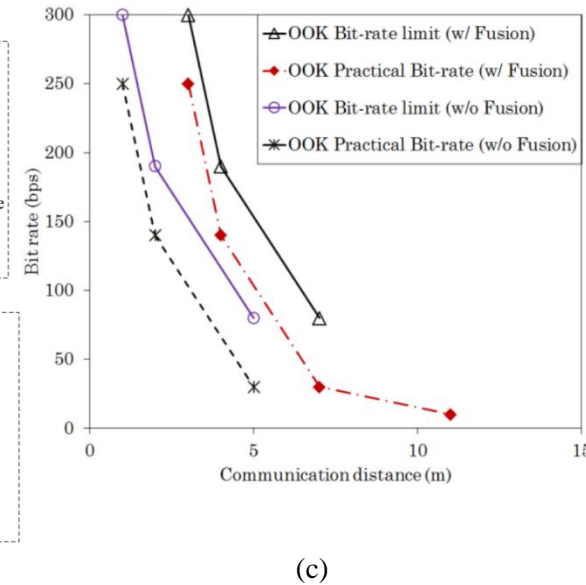 e
300
250
200
150
100
50
0
Bit rate (bps)
OOK Bit-rate limit (w/ Fusion)
OOK Practical Bit-rate (w/ Fusion)
OOK Bit-rate limit (w/o Fusion)
OOK Practical Bit-rate (w/o Fusion)
0 5 10 15
Communication distance (m)
(c)